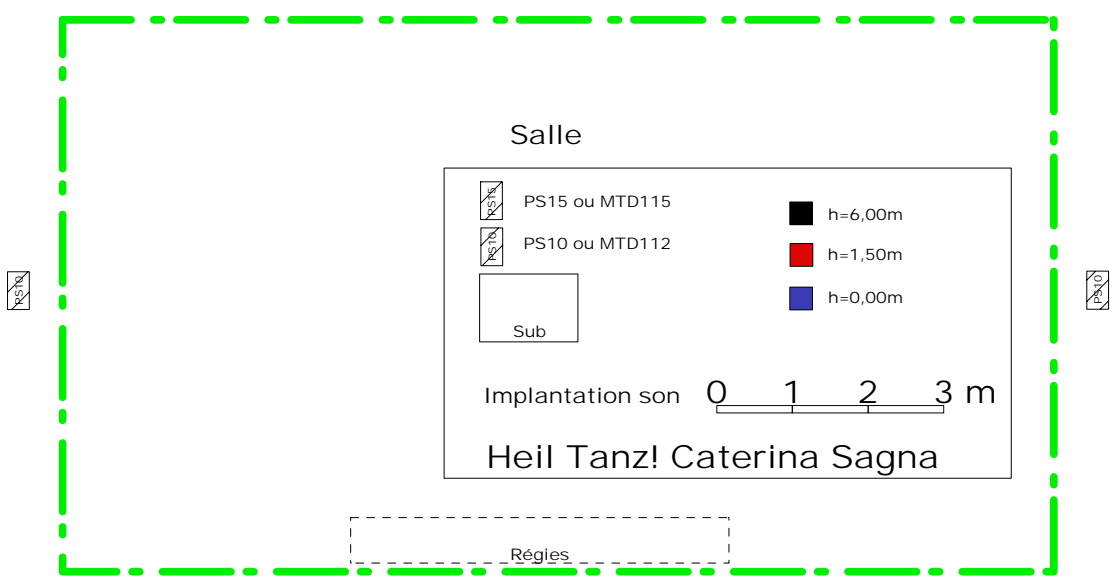 Salle
PS15
PS15 ou MTD115
h=6,00m
PS10
PS10 ou MTD112
h=1,50m
PS10
h=0,00m
PS10
Sub
Implantation son
0 1 2 3 m
Heil Tanz! Caterina Sagna
Régies